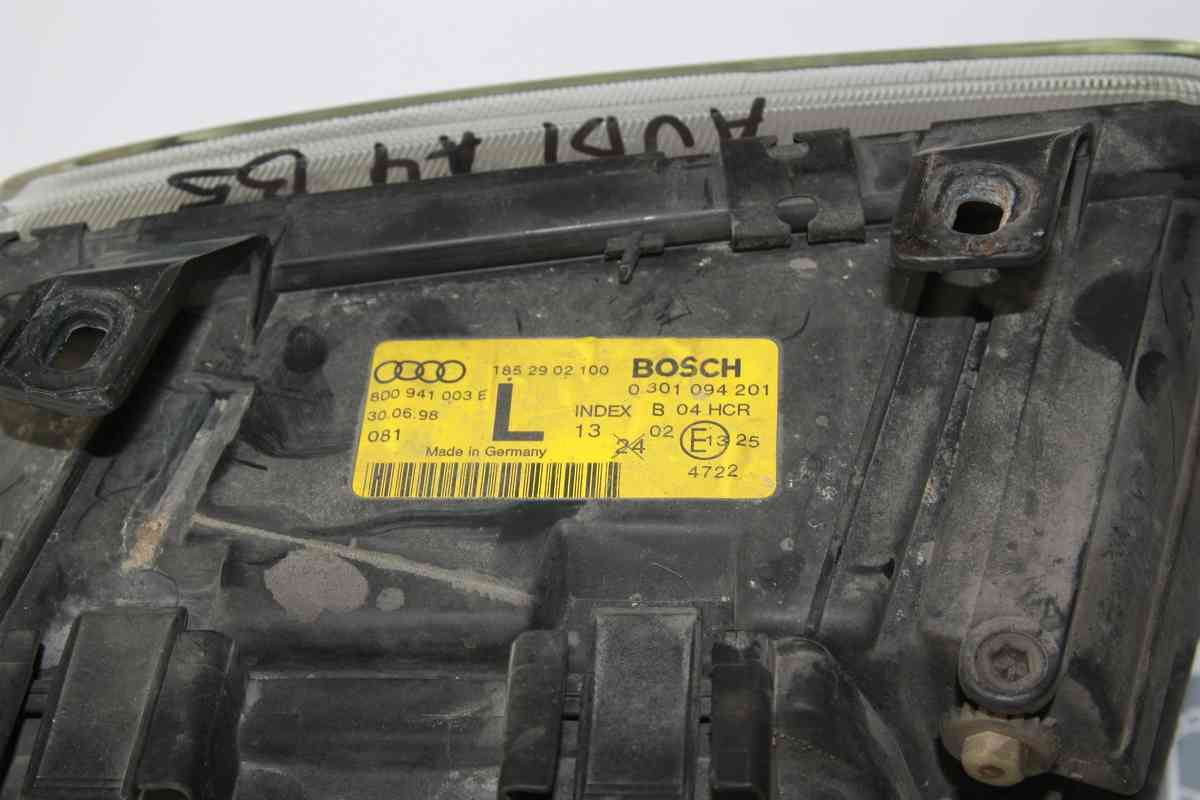 AUDI A4 B5
185 29 02 100 BOSCH
8D0 941 003 E 0 301 094 201
30.06.98 L INDEX B 04 HCR
081 13 24 02 E13 25
Made in Germany 4722